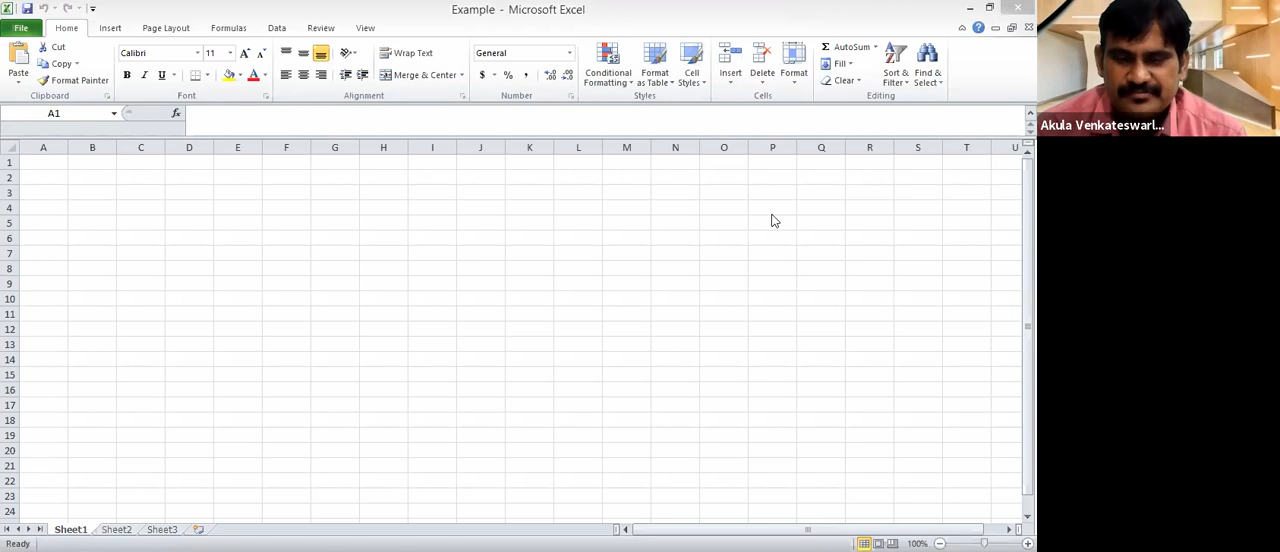 Example - Microsoft Excel
File Home Insert Page Layout Formulas Data Review View
Paste
Cut
Copy
Format Painter
Clipboard
Calibri 11
B I U A
Font
Wrap Text
Merge & Center
Alignment
General
$ % ,
Number
Conditional
Formatting
Format
as Table
Cell
Styles
Styles
Insert Delete Format
Cells
AutoSum
Fill
Clear
Sort &
Filter
Find &
Select
Editing
A1 fx
A B C D E F G H I J K L M N O P Q R S T U
1
2
3
4
5
6
7
8
9
10
11
12
13
14
15
16
17
18
19
20
21
22
23
24
Sheet1 Sheet2 Sheet3
Ready 100%
Akula Venkateswarl...